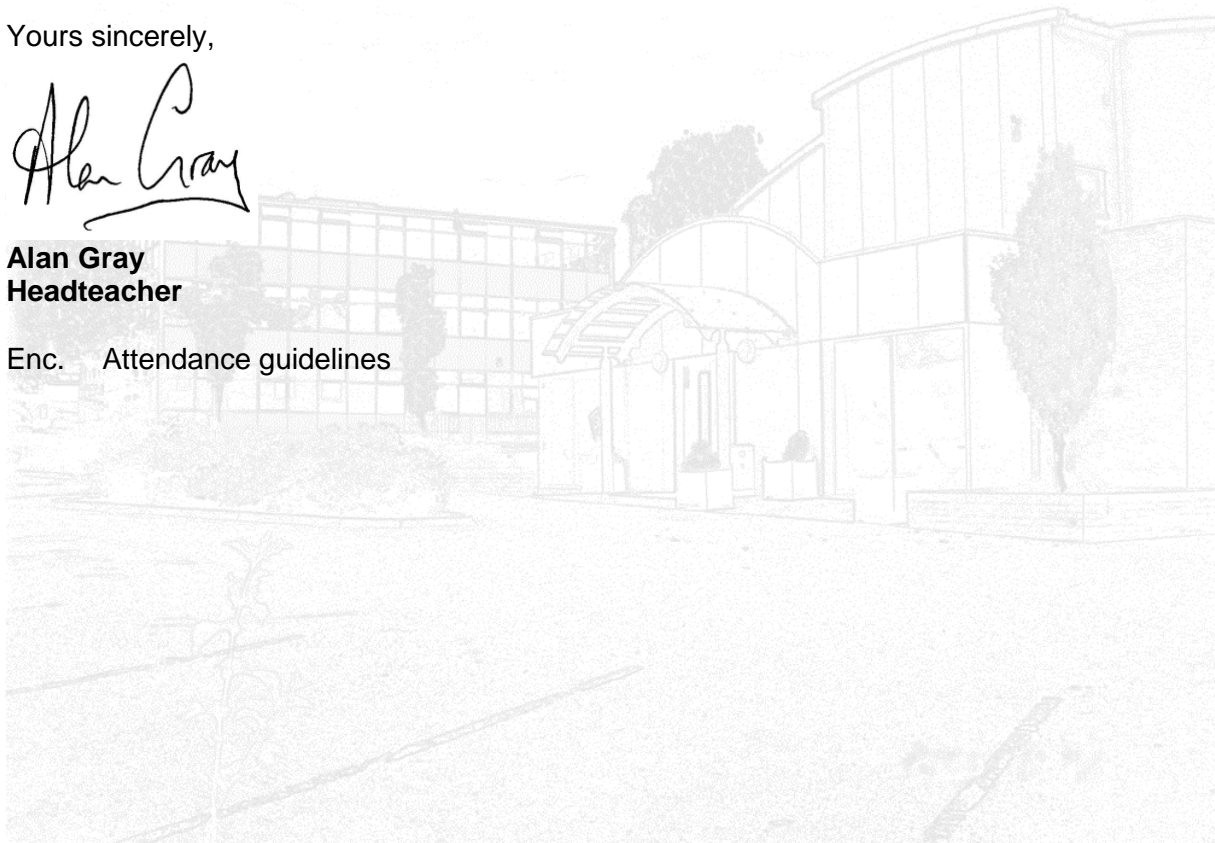 Yours sincerely,
Alan Gray
Alan Gray
Headteacher
Enc. Attendance guidelines